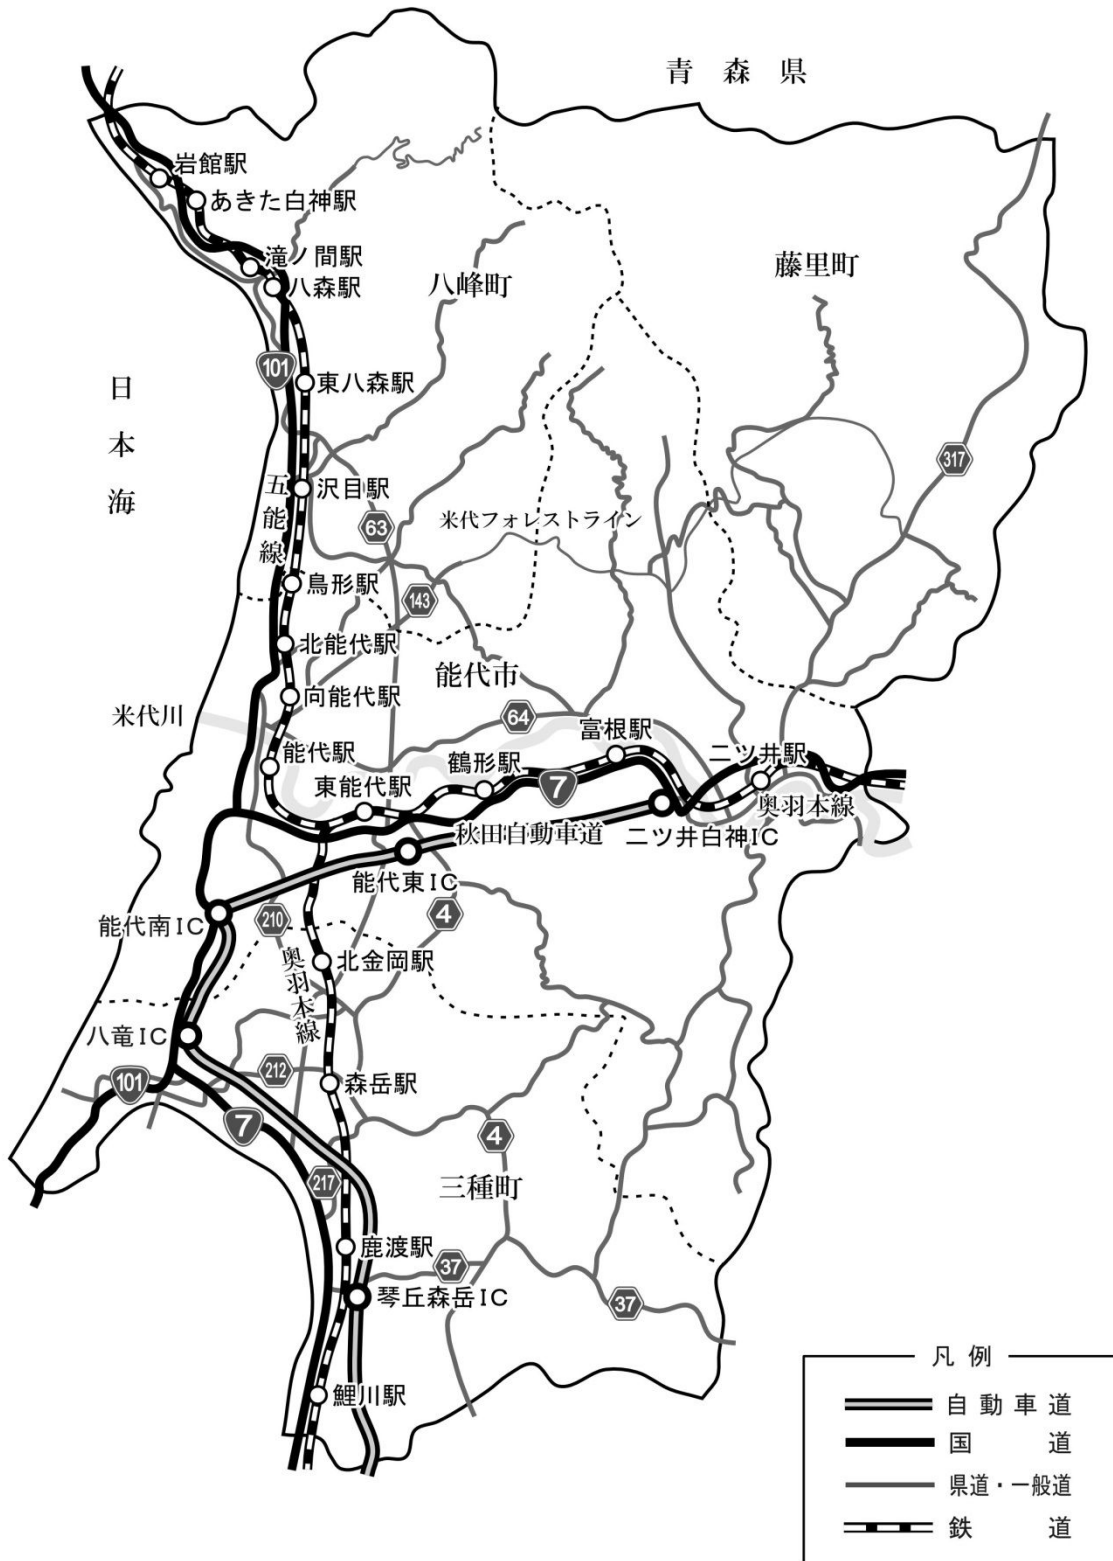 青森県
岩館駅
あきた白神駅
滝ノ間駅
八森駅
八峰町
藤里町
日本海
101
東八森駅
317
五能線
沢目駅
63
米代フォレストライン
鳥形駅
143
北能代駅
能代市
向能代駅
米代川
64
富根駅
能代駅
鶴形駅
二ツ井駅
東能代駅
7
奥羽本線
秋田自動車道
二ツ井白神IC
能代東IC
能代南IC
210
4
奥羽本線
北金岡駅
八竜IC
212
101
森岳駅
7
4
217
三種町
鹿渡駅
37
琴丘森岳IC
37
鯉川駅
凡例
自動車道
国道
県道・一般道
鉄道